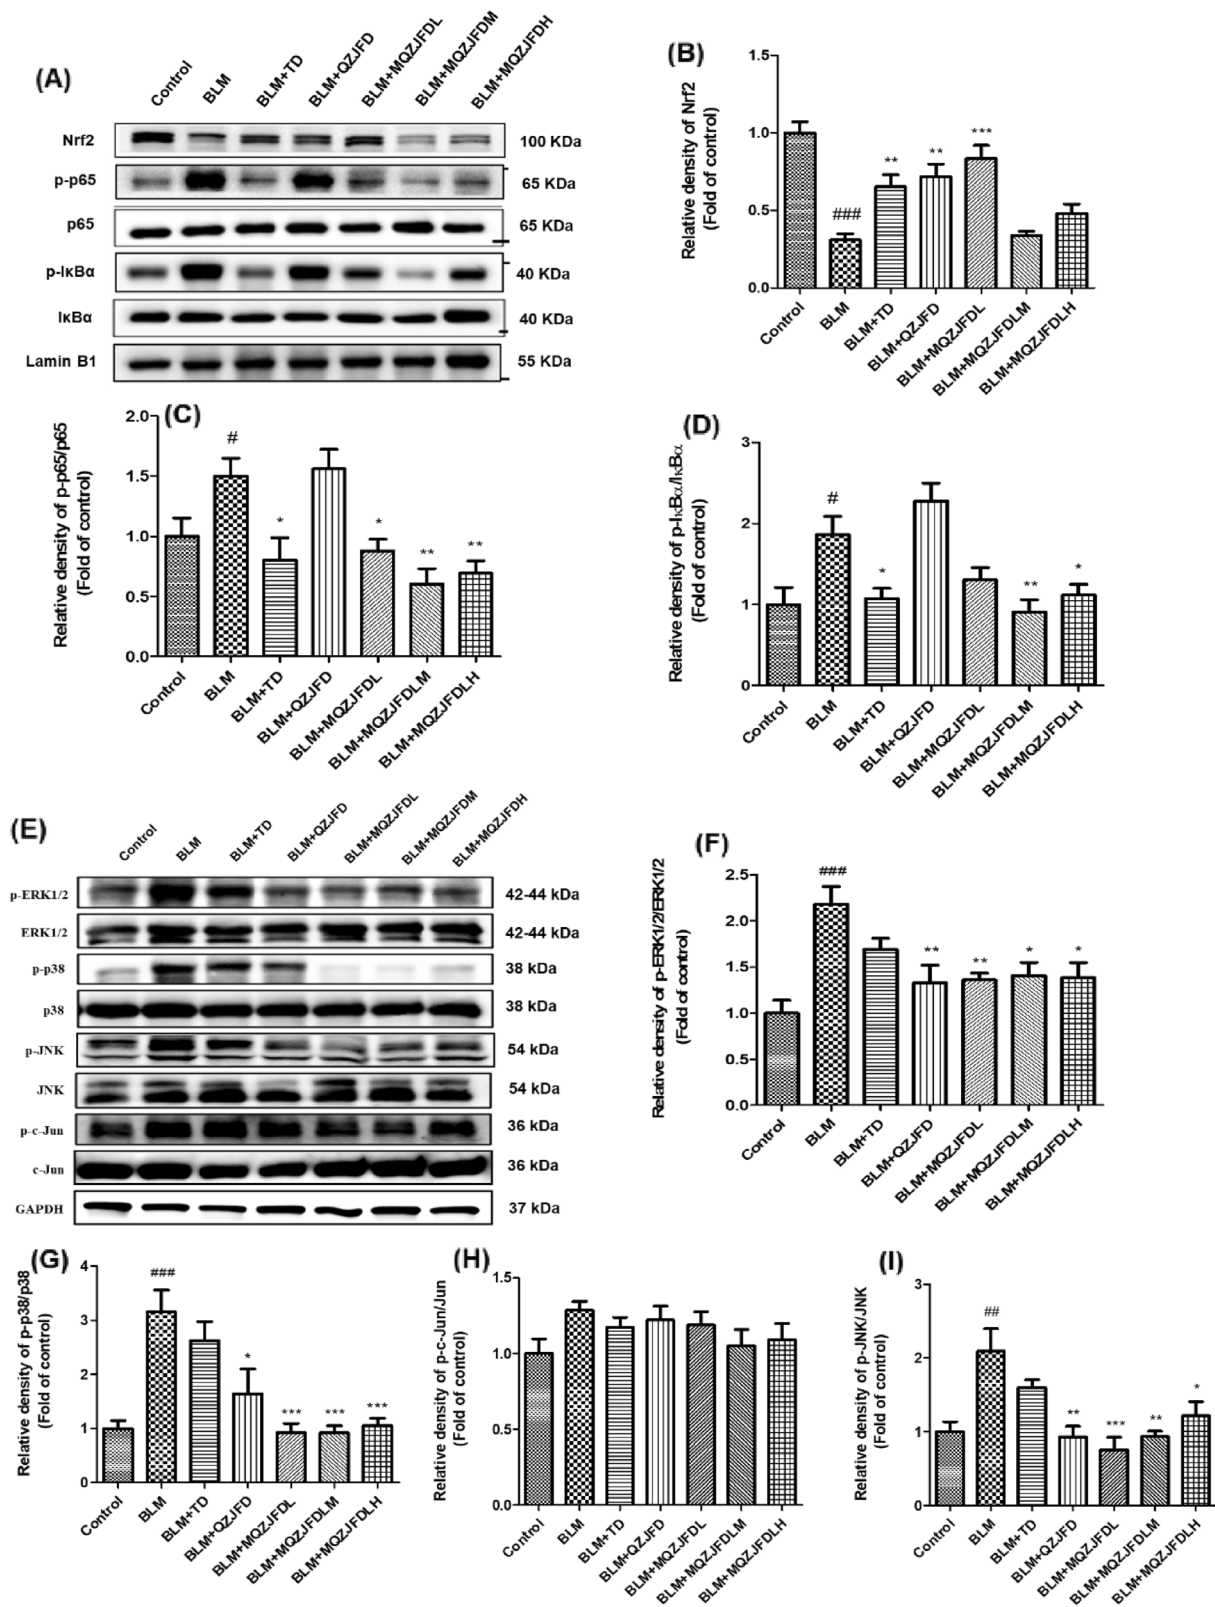 (A)
Control
BLM
BLM+TD
BLM+QZJFD
BLM+MQZJFDL
BLM+MQZJFDM
BLM+MQZJFDH
Nrf2
100 KDa
p-p65
65 KDa
p65
65 KDa
p-IκBα
40 KDa
IκBα
40 KDa
Lamin B1
55 KDa
(B)
Relative density of Nrf2
(Fold of control)
1.5
1.0
0.5
0.0
###
**
**
***
Control
BLM
BLM+TD
BLM+QZJFD
BLM+MQZJFDL
BLM+MQZJFDLM
BLM+MQZJFDLH
(C)
Relative density of p-p65/p65
(Fold of control)
2.0
1.5
1.0
0.5
0.0
#
*
*
**
**
Control
BLM
BLM+TD
BLM+QZJFD
BLM+MQZJFDL
BLM+MQZJFDLM
BLM+MQZJFDLH
(D)
Relative density of p-IκBα/IκBα
(Fold of control)
3
2
1
0
#
*
**
*
Control
BLM
BLM+TD
BLM+QZJFD
BLM+MQZJFDL
BLM+MQZJFDLM
BLM+MQZJFDLH
(E)
Control
BLM
BLM+TD
BLM+QZJFD
BLM+MQZJFDL
BLM+MQZJFDM
BLM+MQZJFDH
p-ERK1/2
42-44 kDa
ERK1/2
42-44 kDa
p-p38
38 kDa
p38
38 kDa
p-JNK
54 kDa
JNK
54 kDa
p-c-Jun
36 kDa
c-Jun
36 kDa
GAPDH
37 kDa
(F)
Relative density of p-ERK1/2/ERK1/2
(Fold of control)
2.5
2.0
1.5
1.0
0.5
0.0
###
**
**
*
*
Control
BLM
BLM+TD
BLM+QZJFD
BLM+MQZJFDL
BLM+MQZJFDLM
BLM+MQZJFDLH
(G)
Relative density of p-p38/p38
(Fold of control)
4
3
2
1
0
###
*
***
***
***
Control
BLM
BLM+TD
BLM+QZJFD
BLM+MQZJFDL
BLM+MQZJFDLM
BLM+MQZJFDLH
(H)
Relative density of p-c-Jun/Jun
(Fold of control)
1.5
1.0
0.5
0.0
Control
BLM
BLM+TD
BLM+QZJFD
BLM+MQZJFDL
BLM+MQZJFDLM
BLM+MQZJFDLH
(I)
Relative density of p-JNK/JNK
(Fold of control)
3
2
1
0
##
**
***
**
*
Control
BLM
BLM+TD
BLM+QZJFD
BLM+MQZJFDL
BLM+MQZJFDLM
BLM+MQZJFDLH